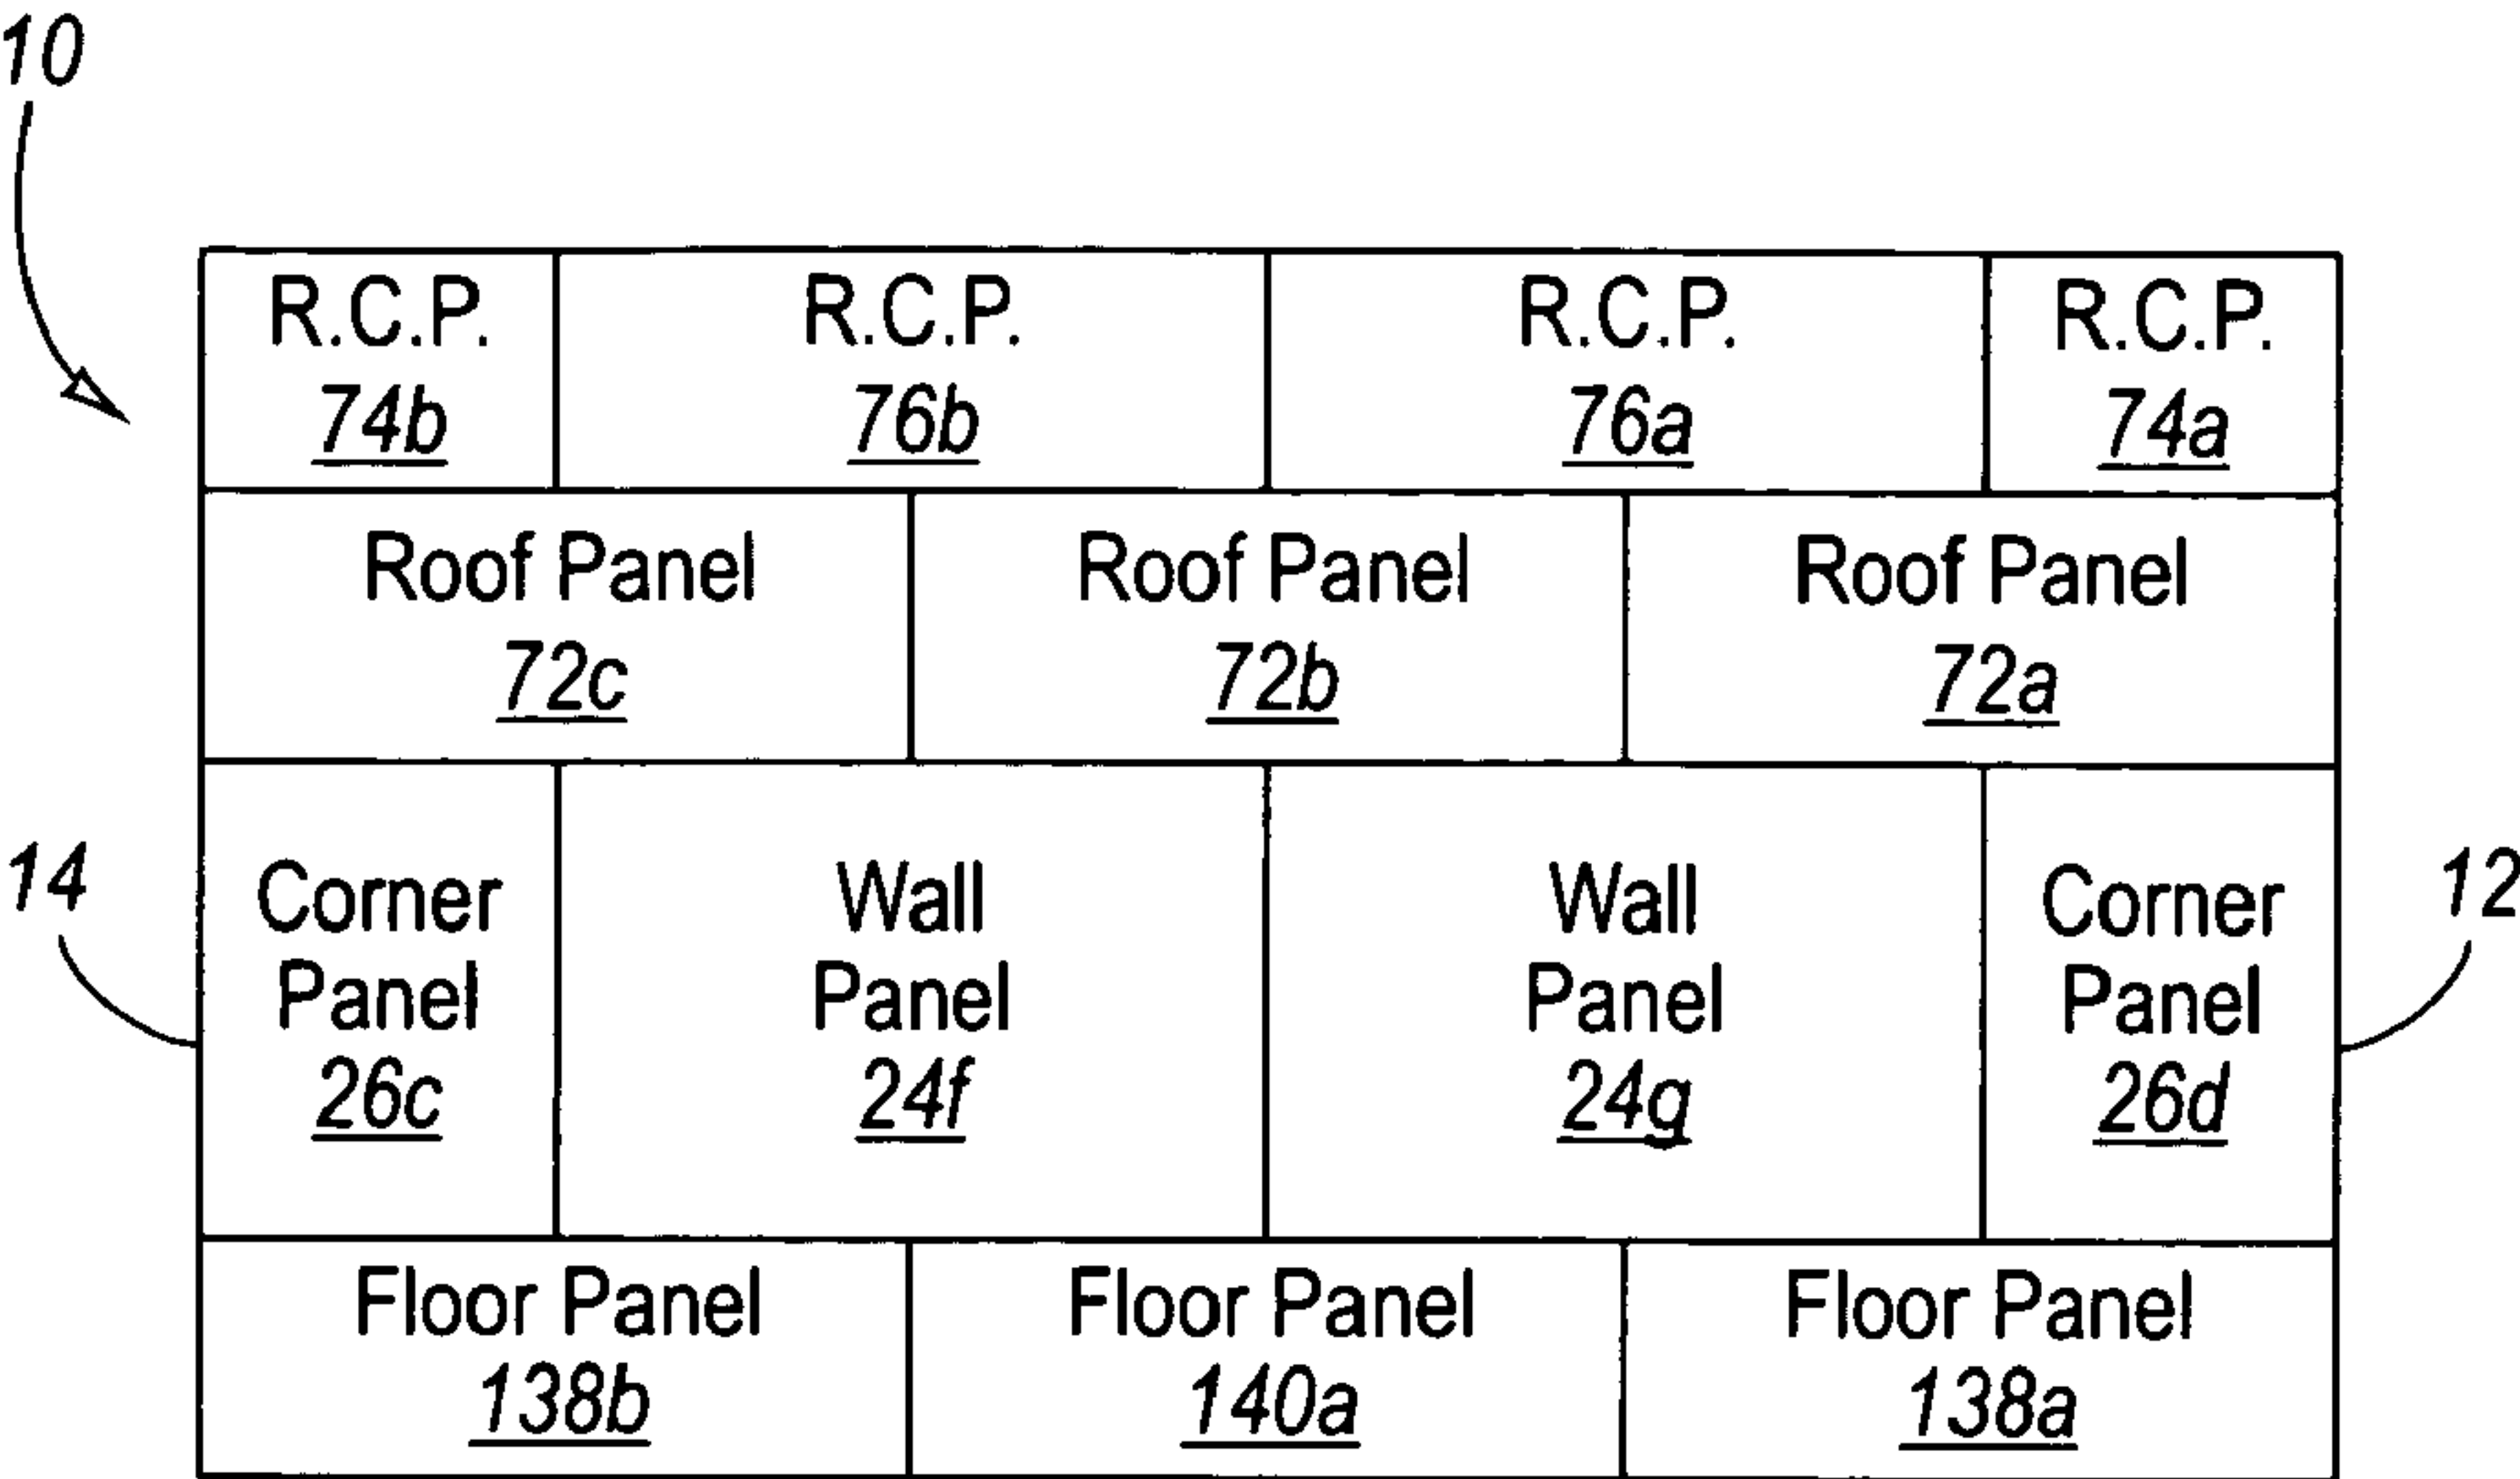 10
R.C.P. R.C.P. R.C.P. R.C.P.
74b 76b 76a 74a
Roof Panel Roof Panel Roof Panel
72c 72b 72a
14 Corner Wall Wall Corner 12
Panel Panel Panel Panel
26c 24f 24g 26d
Floor Panel Floor Panel Floor Panel
138b 140a 138a